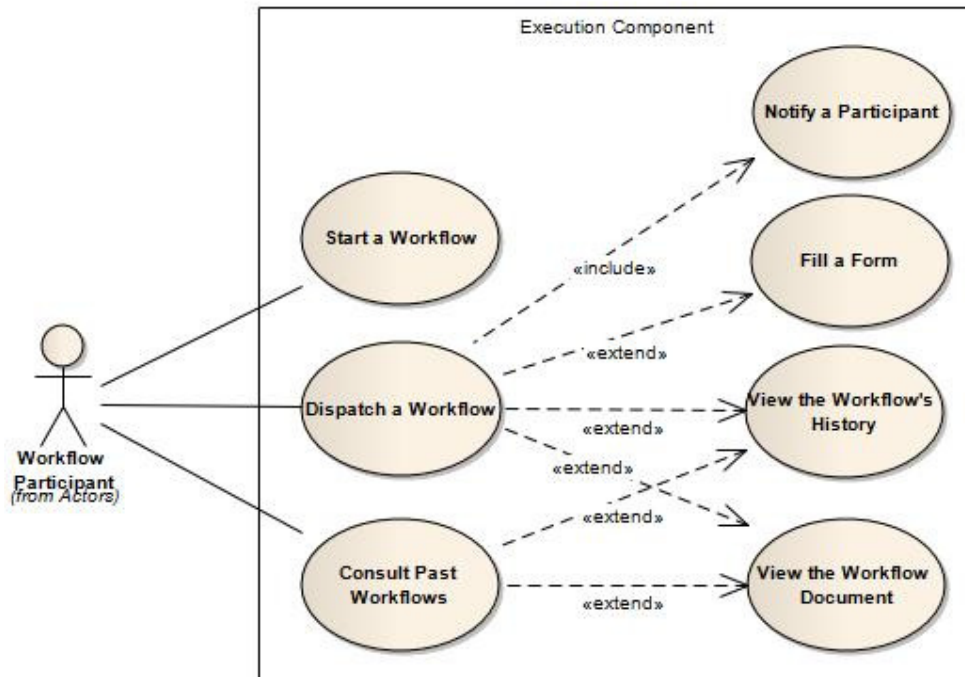 Execution Component
Notify a Participant
Start a Workflow
Fill a Form
«include»
«extend»
Dispatch a Workflow
View the Workflow's
History
«extend»
«extend»
Workflow
Participant
(from Actors)
«extend»
Consult Past
Workflows
View the Workflow
Document
«extend»